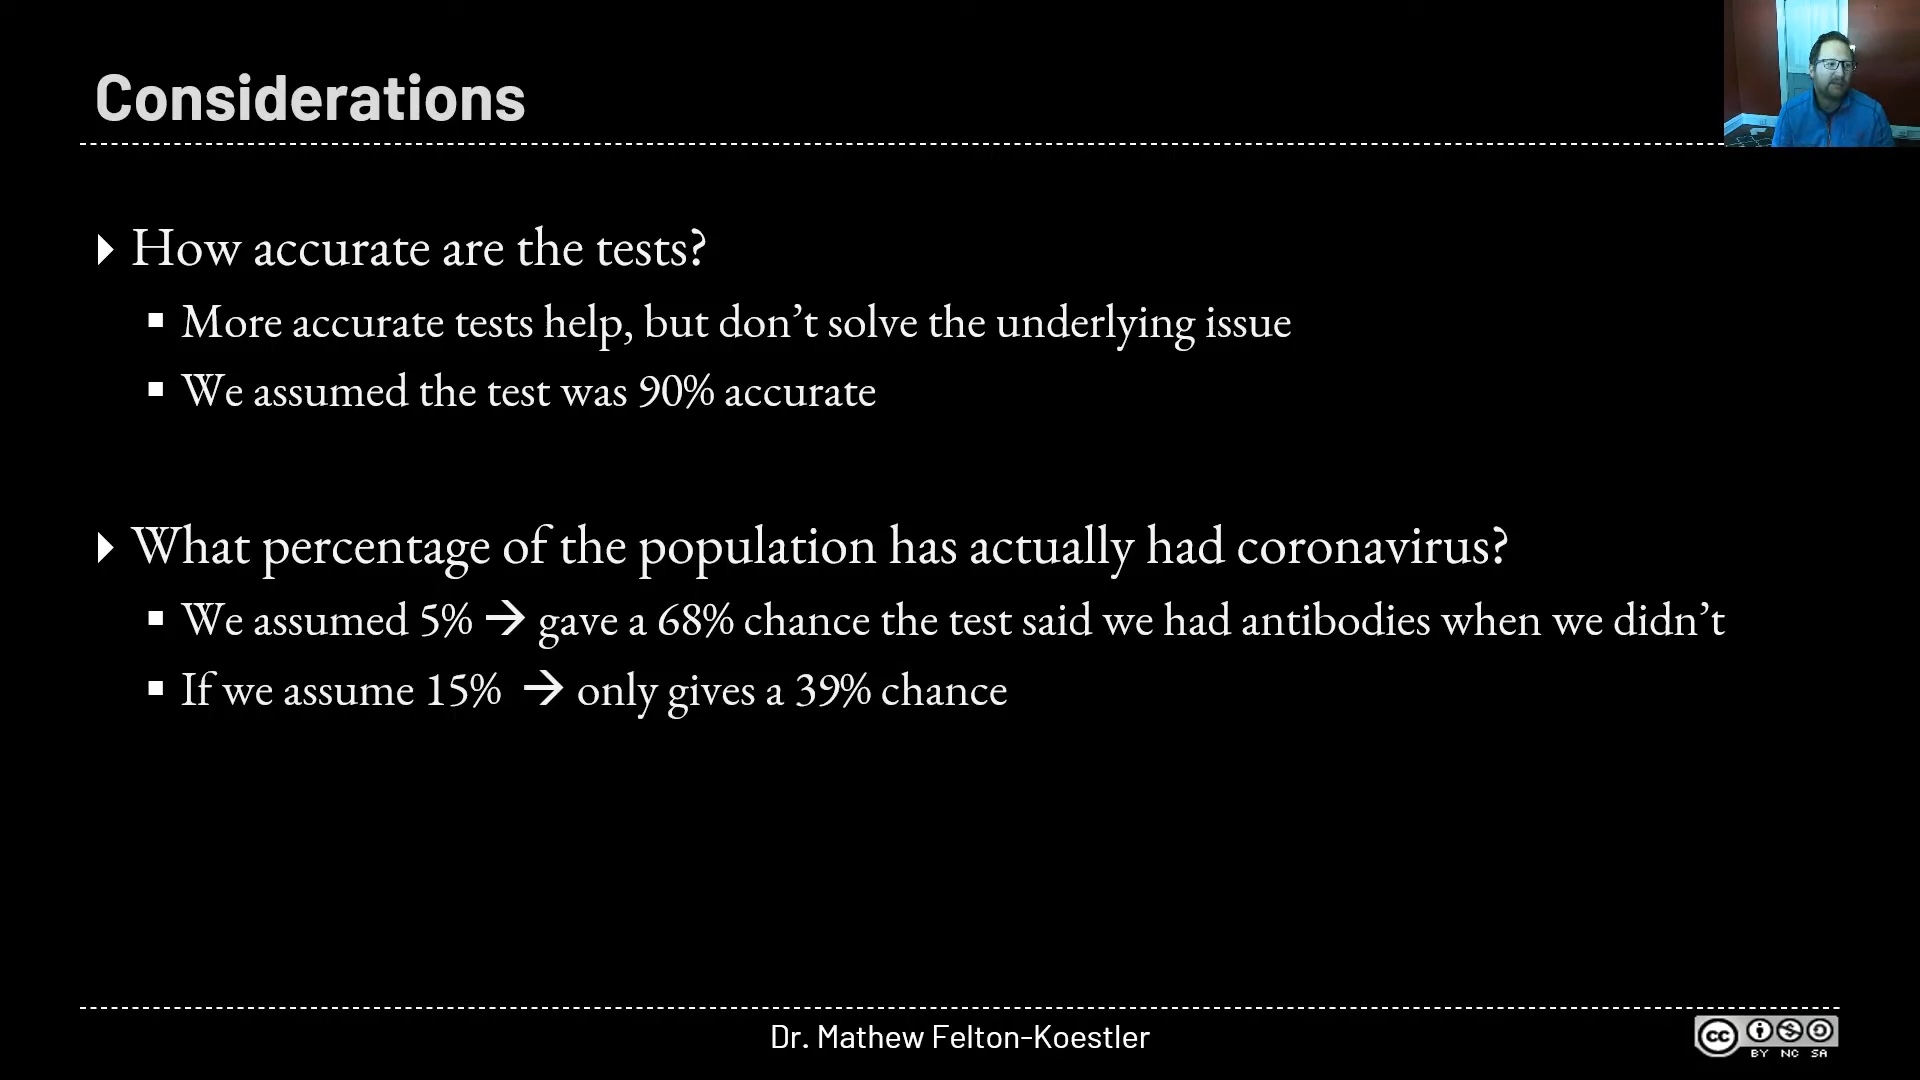 Considerations
How accurate are the tests?
More accurate tests help, but don’t solve the underlying issue
We assumed the test was 90% accurate
What percentage of the population has actually had coronavirus?
We assumed 5% → gave a 68% chance the test said we had antibodies when we didn’t
If we assume 15% → only gives a 39% chance
Dr. Mathew Felton-Koestler
cc
BY NC SA